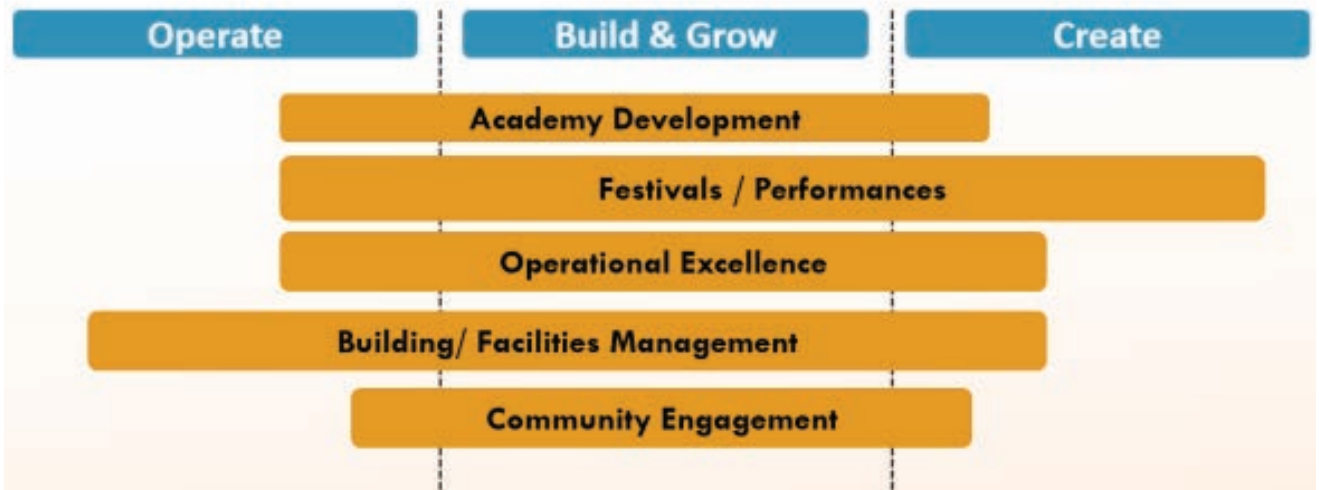 Operate
Build & Grow
Create
Academy Development
Festivals / Performances
Operational Excellence
Building/ Facilities Management
Community Engagement